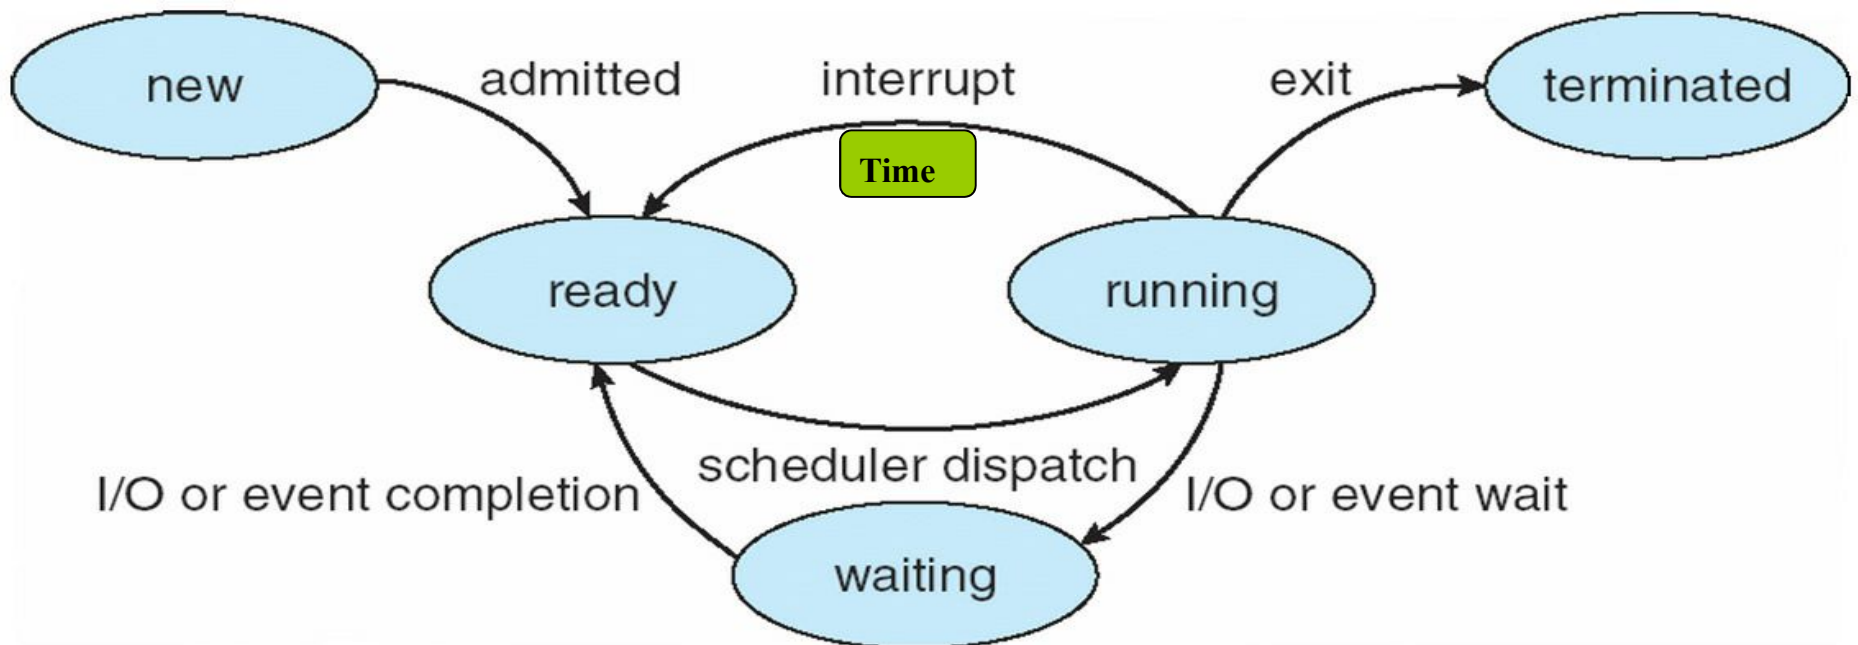 new
admitted
interrupt
exit
terminated
Time
ready
running
scheduler dispatch
I/O or event completion
I/O or event wait
waiting